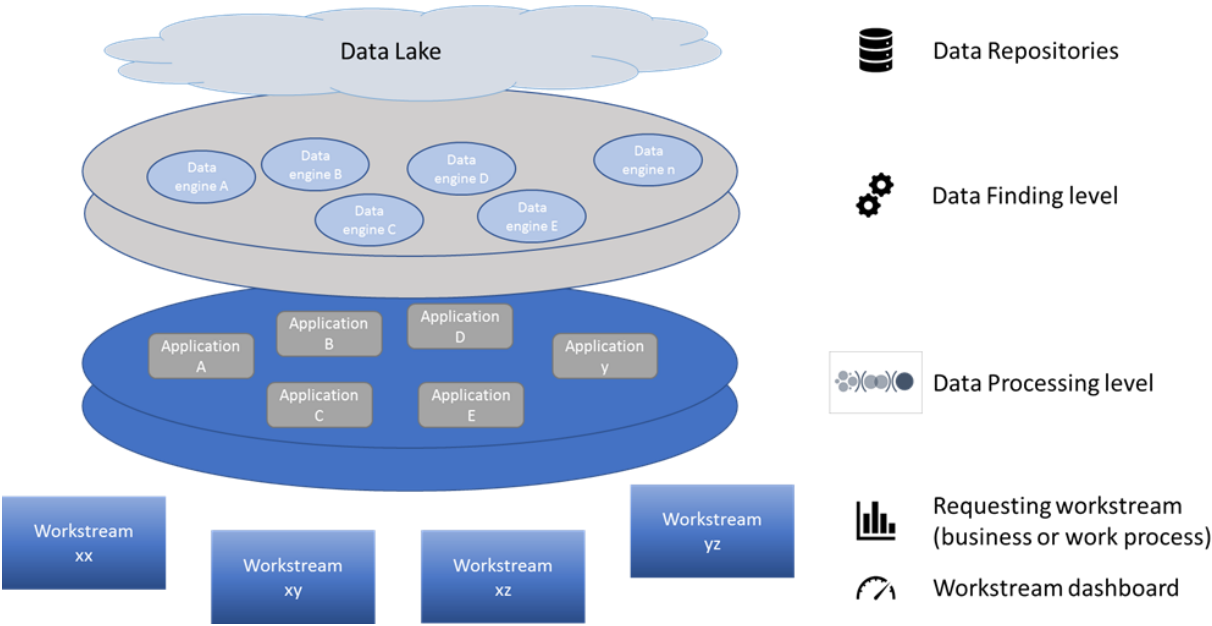 Data Lake
Data Repositories
Data
engine A
Data
engine B
Data
engine D
Data
engine n
Data
engine C
Data
engine E
Data Finding level
Application
A
Application
B
Application
D
Application
y
Application
C
Application
E
Data Processing level
Workstream
xx
Workstream
xy
Workstream
xz
Workstream
yz
Requesting workstream
(business or work process)
Workstream dashboard